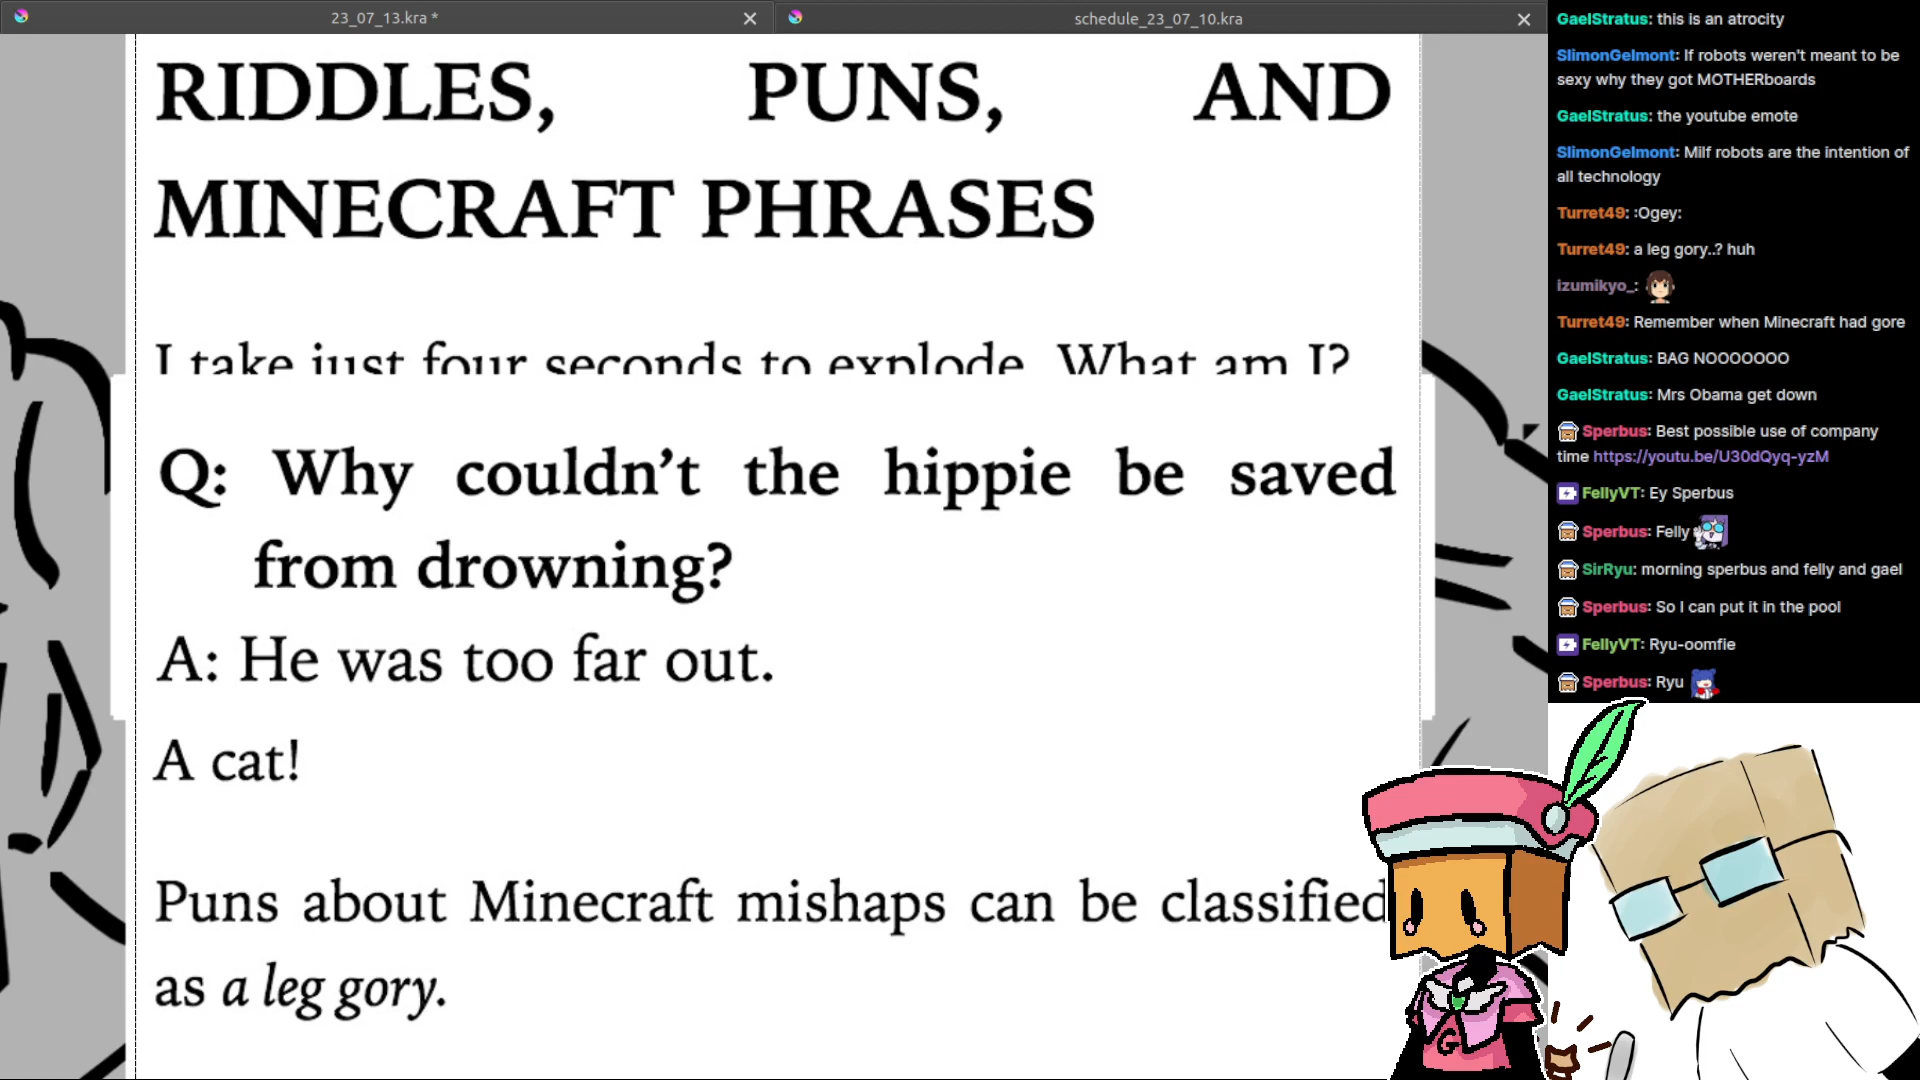 23_07_13.kra *
schedule_23_07_10.kra
RIDDLES, PUNS, AND
MINECRAFT PHRASES
I take just four seconds to explode. What am I?
Q: Why couldn’t the hippie be saved
from drowning?
A: He was too far out.
A cat!
Puns about Minecraft mishaps can be classified
as a leg gory.
GaelStratus: this is an atrocity
SlimonGelmont: If robots weren't meant to be
sexy why they got MOTHERboards
GaelStratus: the youtube emote
SlimonGelmont: Milf robots are the intention of
all technology
Turret49: :Ogey:
Turret49: a leg gory..? huh
izumikyo_:
Turret49: Remember when Minecraft had gore
GaelStratus: BAG NOOOOOOO
GaelStratus: Mrs Obama get down
Sperbus: Best possible use of company
time https://youtu.be/U30dQyq-yzM
FellyVT: Ey Sperbus
Sperbus: Felly
SirRyu: morning sperbus and felly and gael
Sperbus: So I can put it in the pool
FellyVT: Ryu-oomfie
Sperbus: Ryu
G